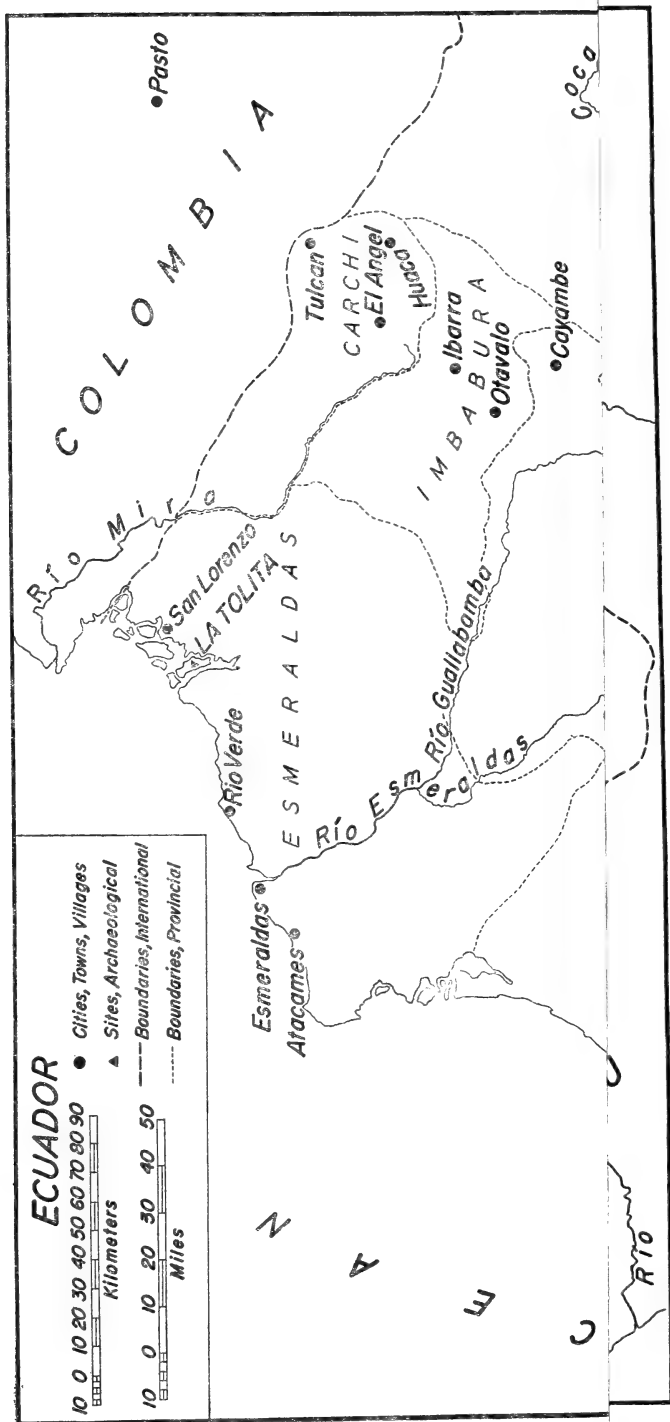 ECUADOR
10 0 10 20 30 40 50 60 70 80 90
Kilometers
10 0 10 20 30 40 50
Miles
Cities, Towns, Villages
Sites, Archaeological
Boundaries, International
Boundaries, Provincial
COLOMBIA
Pasto
Río Mira
San Lorenzo
LA TOLITA
Rio Verde
ESMERALDAS
Esmeraldas
Atacames
Río Esmeraldas
Río Guallabamba
Tulcan
CARCHI
El Angel
Huaca
IMBABURA
Ibarra
Otavalo
Cayambe
Coca
OCEAN
RÍO